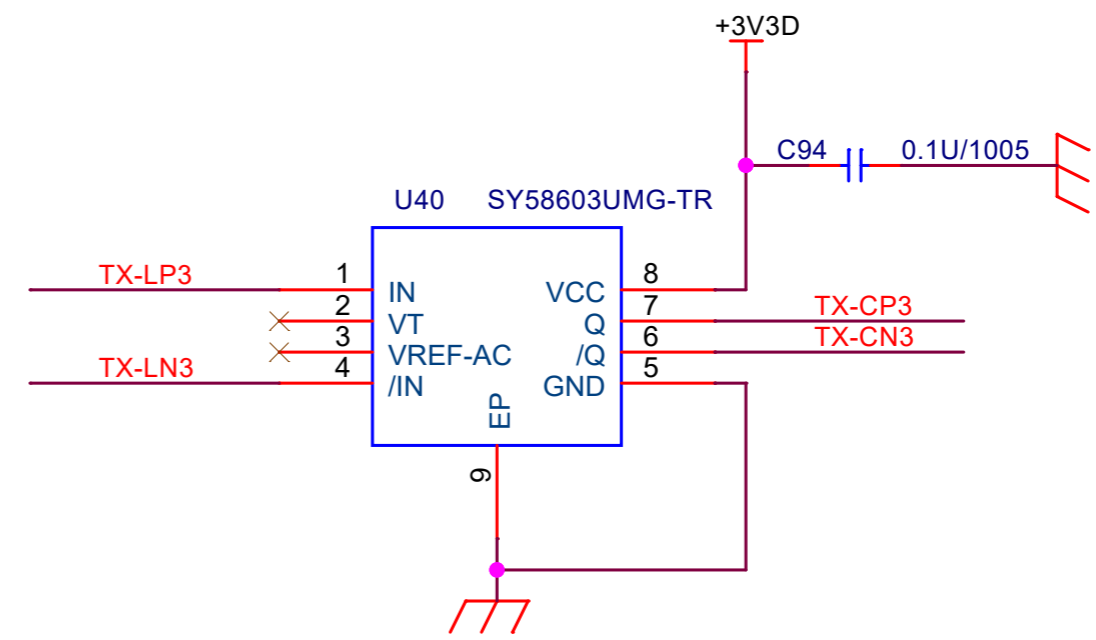 +3V3D
C94 0.1U/1005
U40 SY58603UMG-TR
TX-LP3 1 IN VCC 8
2 VT Q 7 TX-CP3
3 VREF-AC /Q 6 TX-CN3
TX-LN3 4 /IN GND 5
EP
9